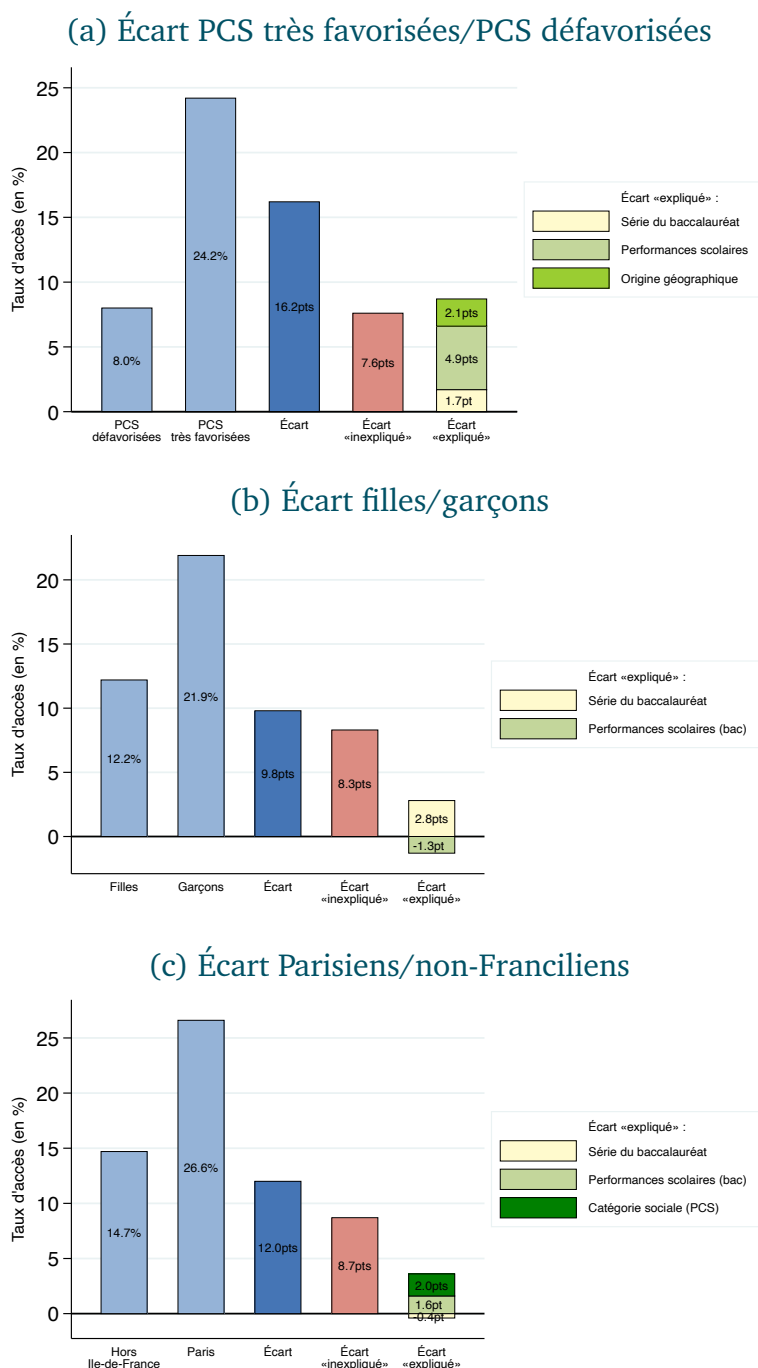 (a) Écart PCS très favorisées/PCS défavorisées
Taux d'accès (en %)
25
20
15
10
5
0
8.0%
24.2%
16.2pts
7.6pts
2.1pts
4.9pts
1.7pt
PCS défavorisées
PCS très favorisées
Écart
Écart «inexpliqué»
Écart «expliqué»
Écart «expliqué» :
Série du baccalauréat
Performances scolaires
Origine géographique
(b) Écart filles/garçons
Taux d'accès (en %)
20
15
10
5
0
12.2%
21.9%
9.8pts
8.3pts
2.8pts
-1.3pt
Filles
Garçons
Écart
Écart «inexpliqué»
Écart «expliqué»
Écart «expliqué» :
Série du baccalauréat
Performances scolaires (bac)
(c) Écart Parisiens/non-Franciliens
Taux d'accès (en %)
25
20
15
10
5
0
14.7%
26.6%
12.0pts
8.7pts
2.0pts
1.6pt
-0.4pt
Hors Ile-de-France
Paris
Écart
Écart «inexpliqué»
Écart «expliqué»
Écart «expliqué» :
Série du baccalauréat
Performances scolaires (bac)
Catégorie sociale (PCS)